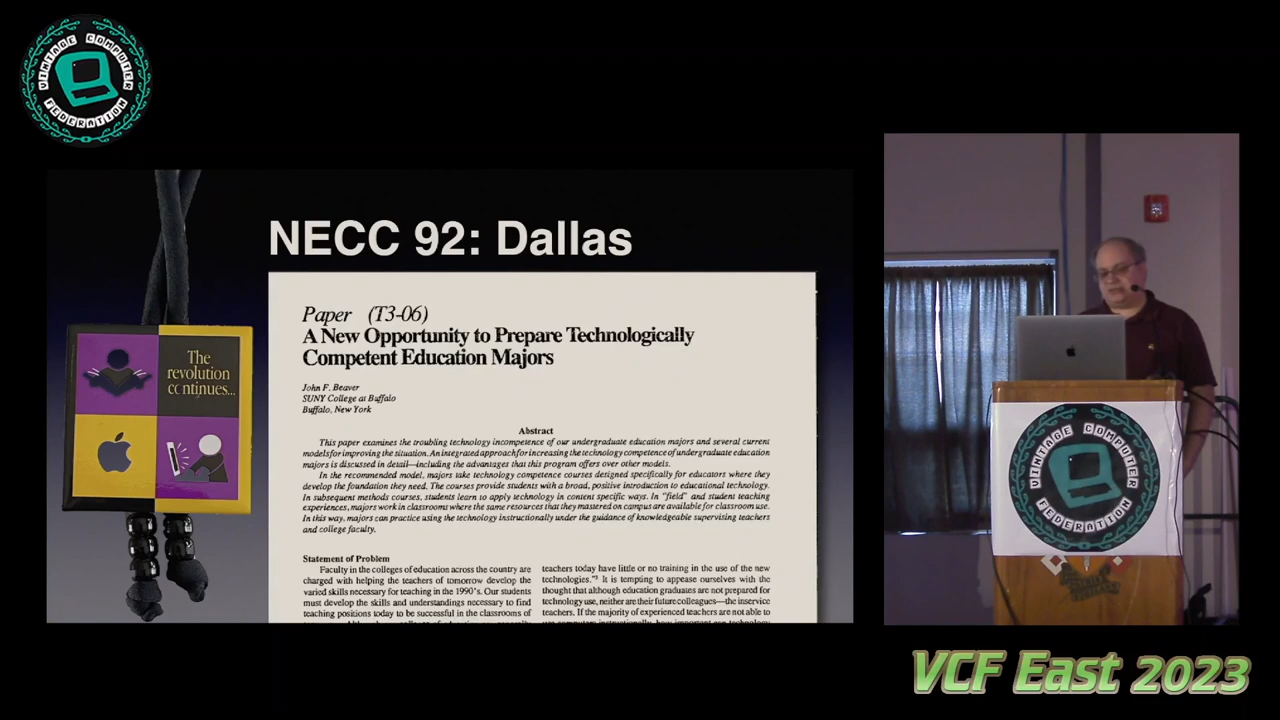 VINTAGE COMPUTER
FEDERATION
NECC 92: Dallas
The
revolution
continues...
Paper (T3-06)
A New Opportunity to Prepare Technologically
Competent Education Majors
John F. Beaver
SUNY College at Buffalo
Buffalo, New York
Abstract
This paper examines the troubling technology incompetence of our undergraduate education majors and several current
models for improving the situation. An integrated approach for increasing the technology competence of undergraduate education
majors is discussed in detail—including the advantages that this program offers over other models.
In the recommended model, majors take technology competence courses designed specifically for educators where they
develop the foundation they need. The courses provide students with a broad, positive introduction to educational technology.
In subsequent methods courses, students learn to apply technology in content specific ways. In "field" and student teaching
experiences, majors work in classrooms where the same resources that they mastered on campus are available for classroom use.
In this way, majors can practice using the technology instructionally under the guidance of knowledgeable supervising teachers
and college faculty.
Statement of Problem
Faculty in the colleges of education across the country are
charged with helping the teachers of tomorrow develop the
varied skills necessary for teaching in the 1990's. Our students
must develop the skills and understandings necessary to find
teaching positions today to be successful in the classrooms of
teachers today have little or no training in the use of the new
technologies."³ It is tempting to appease ourselves with the
thought that although education graduates are not prepared for
technology use, neither are their future colleagues—the inservice
teachers. If the majority of experienced teachers are not able to
VINTAGE COMPUTER
FEDERATION
VCF East 2023